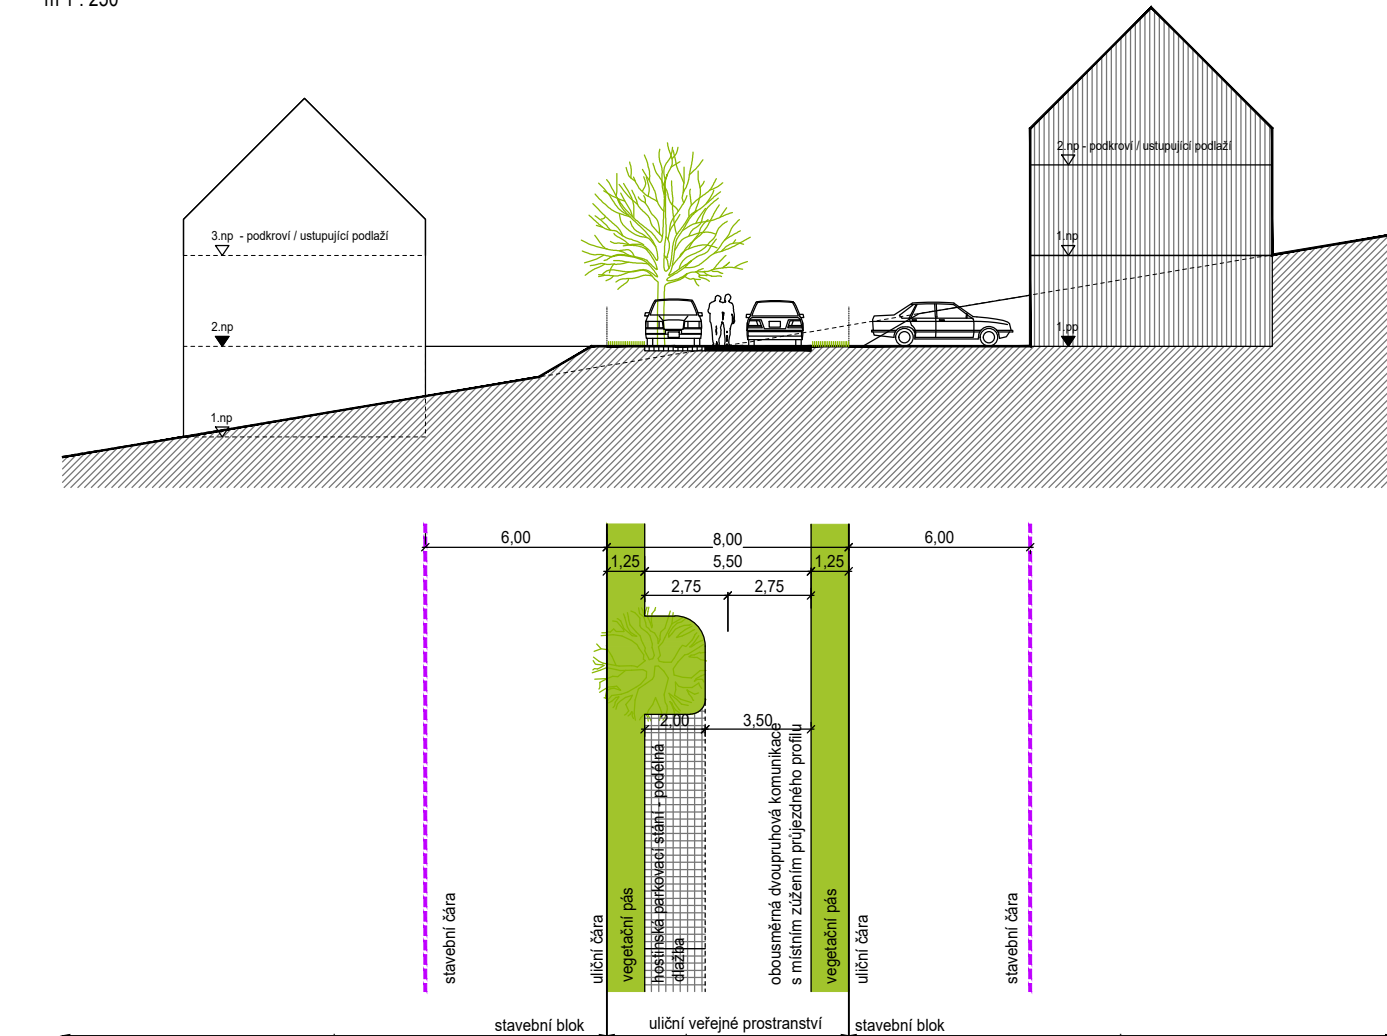 m 1 : 250
2.np - podkroví / ustupující podlaží
3.np - podkroví / ustupující podlaží
1.np
2.np
1.pp
1.np
6,00
8,00
6,00
1,25
5,50
1,25
2,75
2,75
2,00
3,50
stavební čára
uliční čára
vegetační pás
hostinská parkovací stání - podélná
dlažba
obousměrná dvoupruhová komunikace
s místním zúžením průjezdného profilu
vegetační pás
uliční čára
stavební čára
stavební blok
uliční veřejné prostranství
stavební blok